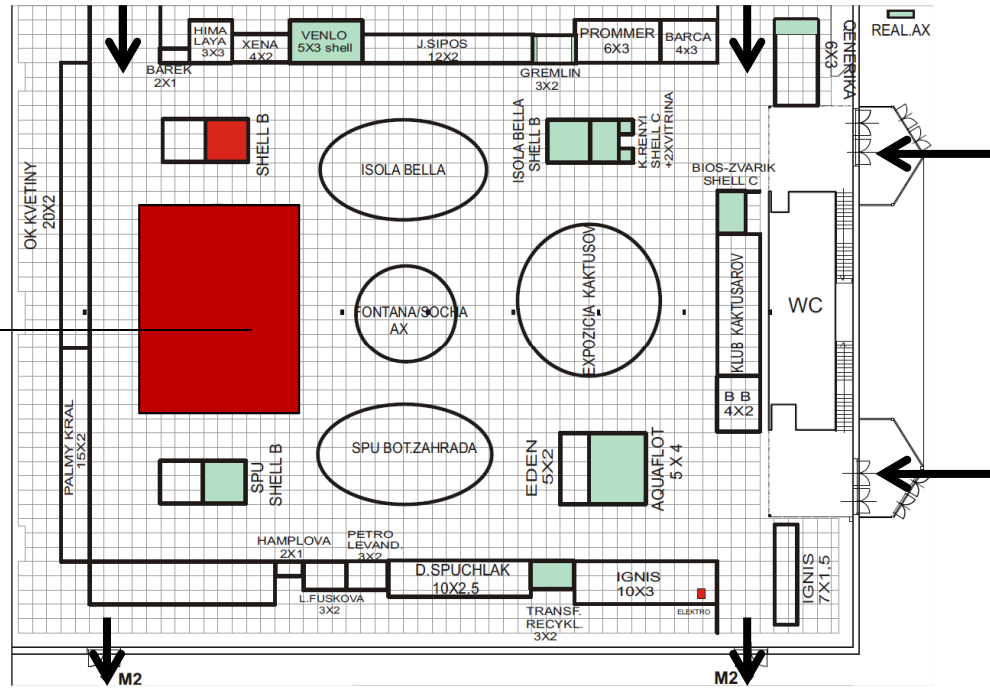 HIMA
LAYA
3X3
XENA
4X2
VENLO
5X3 shell
J.SIPOS
12X2
GREMLIN
3X2
PROMMER
6X3
BARCA
4x3
QENERIKA
6X3
REAL.AX
BAREK
2X1
SHELL B
ISOLA BELLA
ISOLA BELLA
SHELL B
K.RENYI
SHELL C
+2XVITRINA
BIOS-ZVARIK
SHELL C
OK KVETINY
20X2
FONTANA/SOCHA
AX
EXPOZICIA KAKTUSOV
KLUB KAKTUSAROV
WC
B B
4X2
PALMY KRAL
15X2
SPU
SHELL B
SPU BOT.ZAHRADA
EDEN
5X2
AQUAFLOT
5 X 4
HAMPLOVA
2X1
PETRO
LEVAND.
3X2
L.FUSKOVA
3X2
D.SPUCHLAK
10X2.5
TRANSF.
RECYKL.
3X2
IGNIS
10X3
ELEKTRO
IGNIS
7X1,5
M2
M2